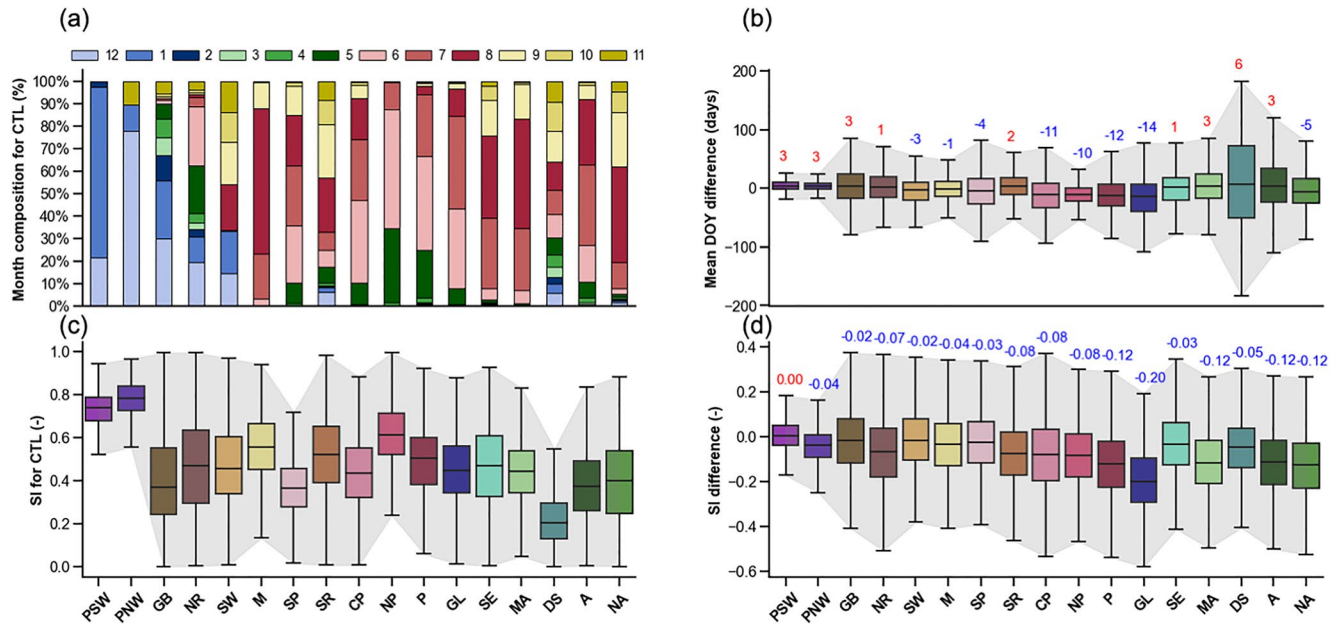 (a)
12 1 2 3 4 5 6 7 8 9 10 11
Month composition for CTL (%)
100%
90%
80%
70%
60%
50%
40%
30%
20%
10%
0%
(b)
Mean DOY difference (days)
200
100
0
−100
−200
3 3 3 1 -3 -1 -4 2 -11 -10 -12 -14 1 3 6 3 -5
(c)
SI for CTL (-)
1.0
0.8
0.6
0.4
0.2
0.0
PSW PNW GB NR SW M SP SR CP NP P GL SE MA DS A NA
(d)
SI difference (-)
0.4
0.2
0.0
−0.2
−0.4
−0.6
0.00 -0.04 -0.02 -0.07 -0.02 -0.04 -0.03 -0.08 -0.08 -0.08 -0.12 -0.20 -0.03 -0.12 -0.05 -0.12 -0.12
PSW PNW GB NR SW M SP SR CP NP P GL SE MA DS A NA